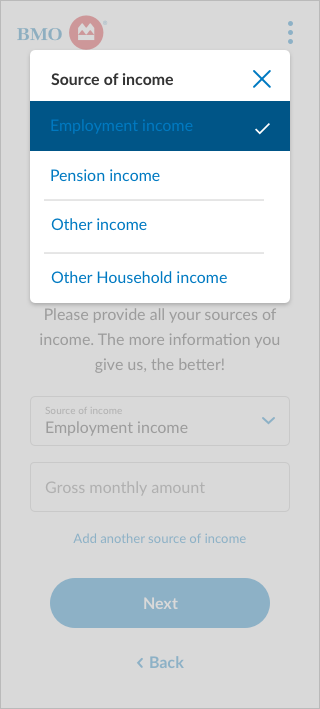 BMO
Source of income
Employment income
Pension income
Other income
Other Household income
Please provide all your sources of
income. The more information you
give us, the better!
Source of income
Employment income
Gross monthly amount
Add another source of income
Next
Back